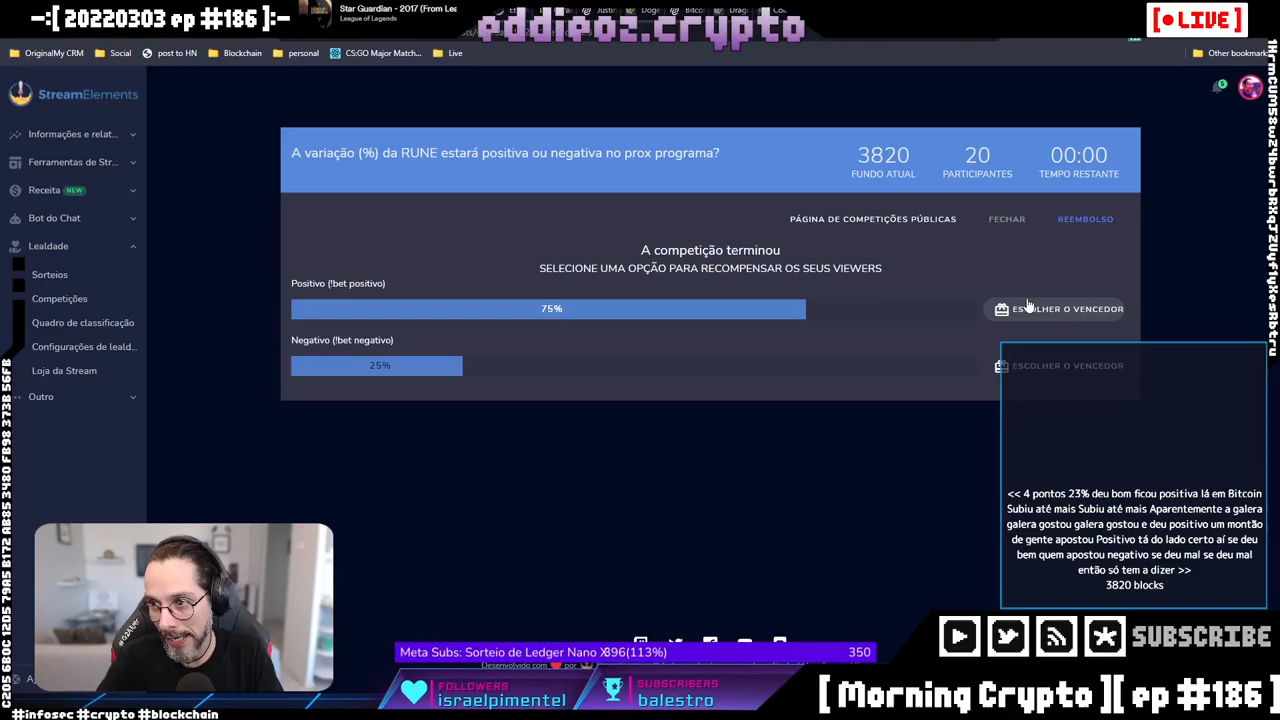 -:[ 20220303 ep #186 ]:-
Star Guardian - 2017 (From Lea
League of Legends
eddieoz.crypto
[●LIVE]
OriginalMy CRM
Social
post to HN
Blockchain
personal
CS:GO Major Match...
Live
Other bookmark
StreamElements
5
Informações e relat...
Ferramentas de Str...
Receita NEW
Bot do Chat
Lealdade
Sorteios
Competições
Quadro de classificação
Configurações de leald...
Loja da Stream
Outro
A variação (%) da RUNE estará positiva ou negativa no prox programa?
3820
FUNDO ATUAL
20
PARTICIPANTES
00:00
TEMPO RESTANTE
PÁGINA DE COMPETIÇÕES PÚBLICAS
FECHAR
REEMBOLSO
A competição terminou
SELECIONE UMA OPÇÃO PARA RECOMPENSAR OS SEUS VIEWERS
Positivo (!bet positivo)
75%
ESCOLHER O VENCEDOR
Negativo (!bet negativo)
25%
ESCOLHER O VENCEDOR
<< 4 pontos 23% deu bom ficou positiva lá em Bitcoin
Subiu até mais Subiu até mais Aparentemente a galera
galera gostou galera gostou e deu positivo um montão
de gente apostou Positivo tá do lado certo aí se deu
bem quem apostou negativo se deu mal se deu mal
então só tem a dizer >>
3820 blocks
Meta Subs: Sorteio de Ledger Nano X
396(113%)
350
Desenvolvido com ❤ por
FOLLOWERS
israelpimentel
SUBSCRIBERS
balestro
SUBSCRIBE
[ Morning Crypto ][ ep #186 ]
#infosec #crypto #blockchain